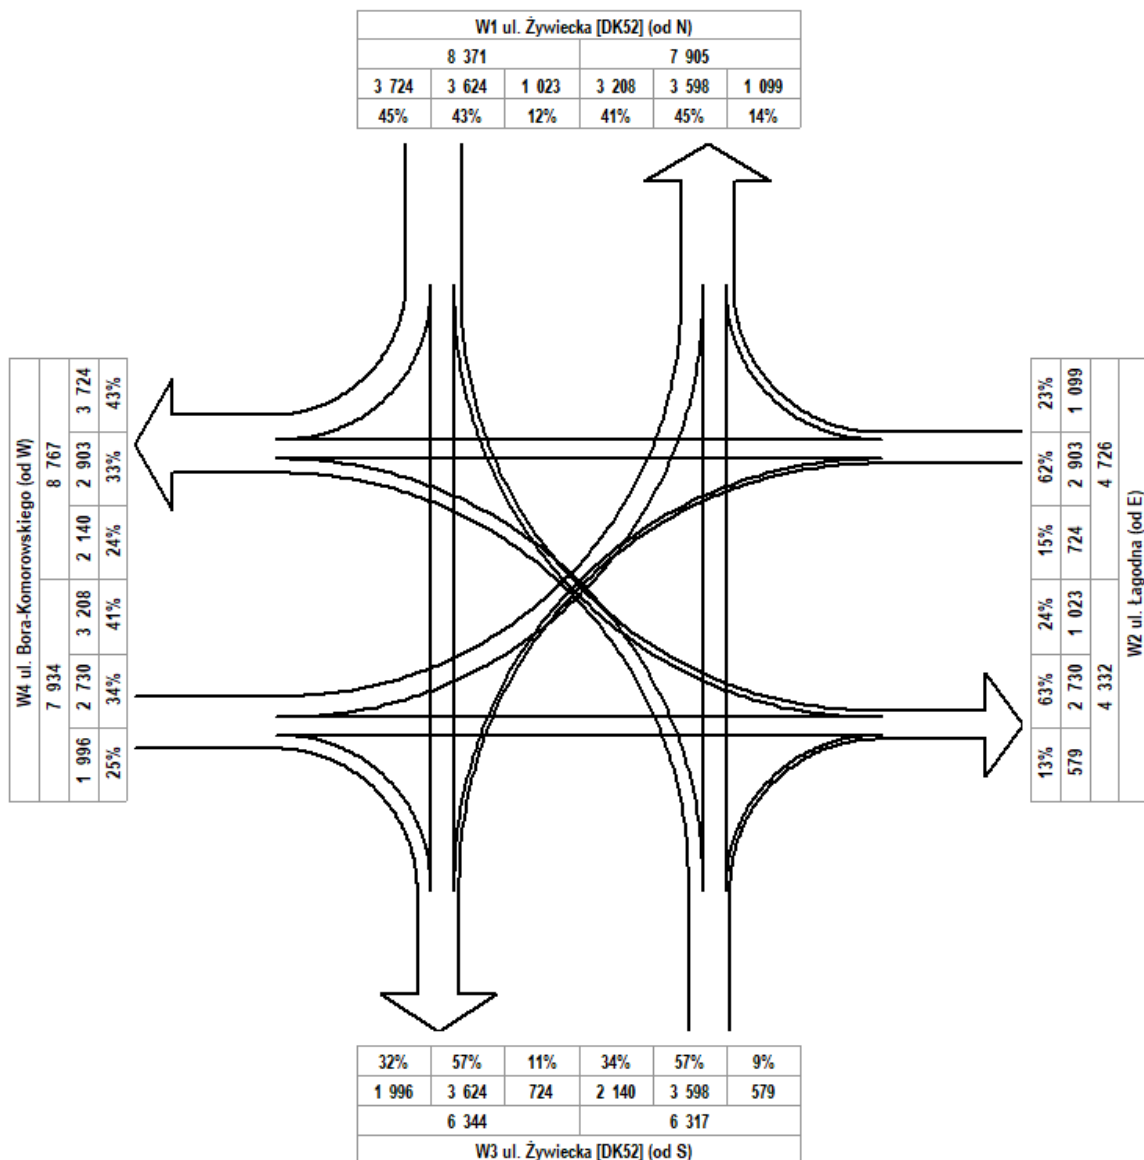 W1 ul. Żywiecka [DK52] (od N)
8 371 7 905
3 724 3 624 1 023 3 208 3 598 1 099
45% 43% 12% 41% 45% 14%
W4 ul. Bora-Komorowskiego (od W)
7 934 8 767
1 996 2 730 3 208 2 140 2 903 3 724
25% 34% 41% 24% 33% 43%
23% 62% 15% 24% 63% 13%
1 099 2 903 724 1 023 2 730 579
4 726 4 332
W2 ul. Łagodna (od E)
32% 57% 11% 34% 57% 9%
1 996 3 624 724 2 140 3 598 579
6 344 6 317
W3 ul. Żywiecka [DK52] (od S)